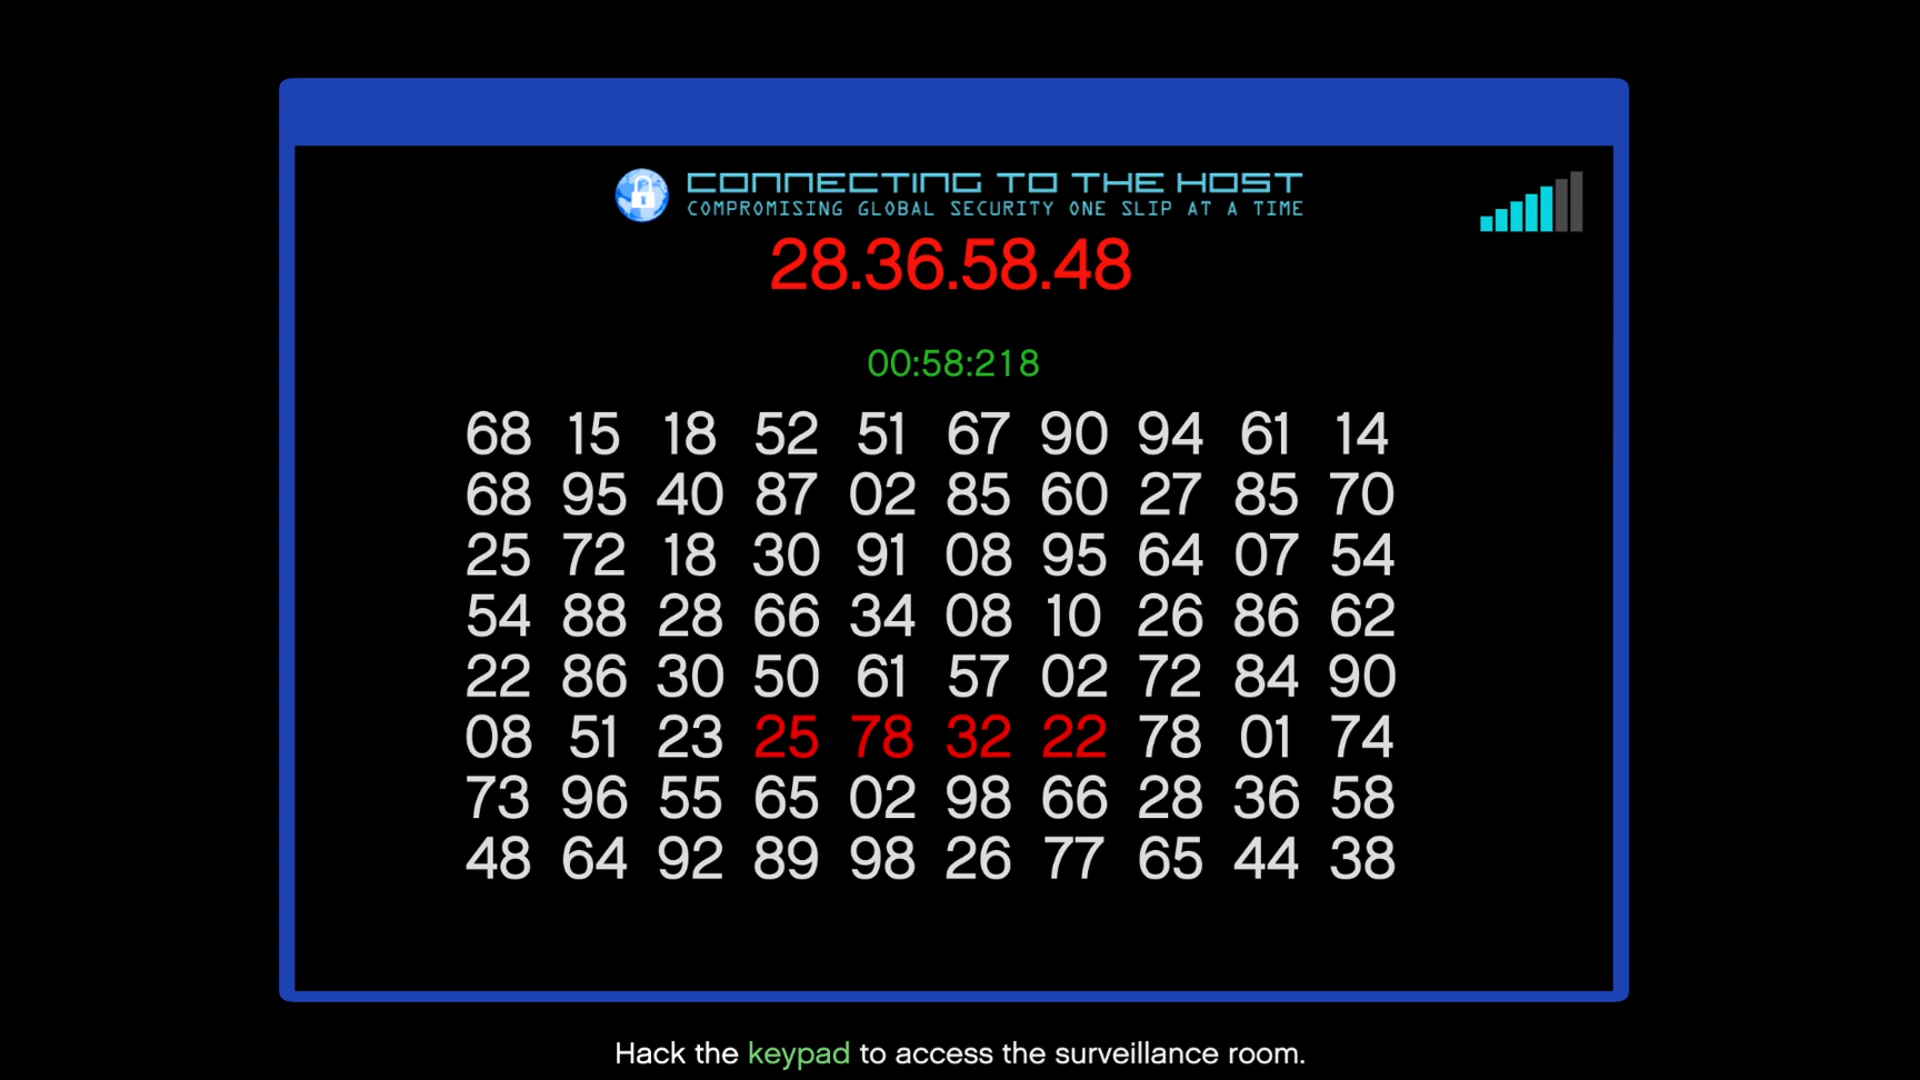 CONNECTING TO THE HOST
COMPROMISING GLOBAL SECURITY ONE SLIP AT A TIME
28.36.58.48
00:58:218
68 15 18 52 51 67 90 94 61 14
68 95 40 87 02 85 60 27 85 70
25 72 18 30 91 08 95 64 07 54
54 88 28 66 34 08 10 26 86 62
22 86 30 50 61 57 02 72 84 90
08 51 23 25 78 32 22 78 01 74
73 96 55 65 02 98 66 28 36 58
48 64 92 89 98 26 77 65 44 38
Hack the keypad to access the surveillance room.